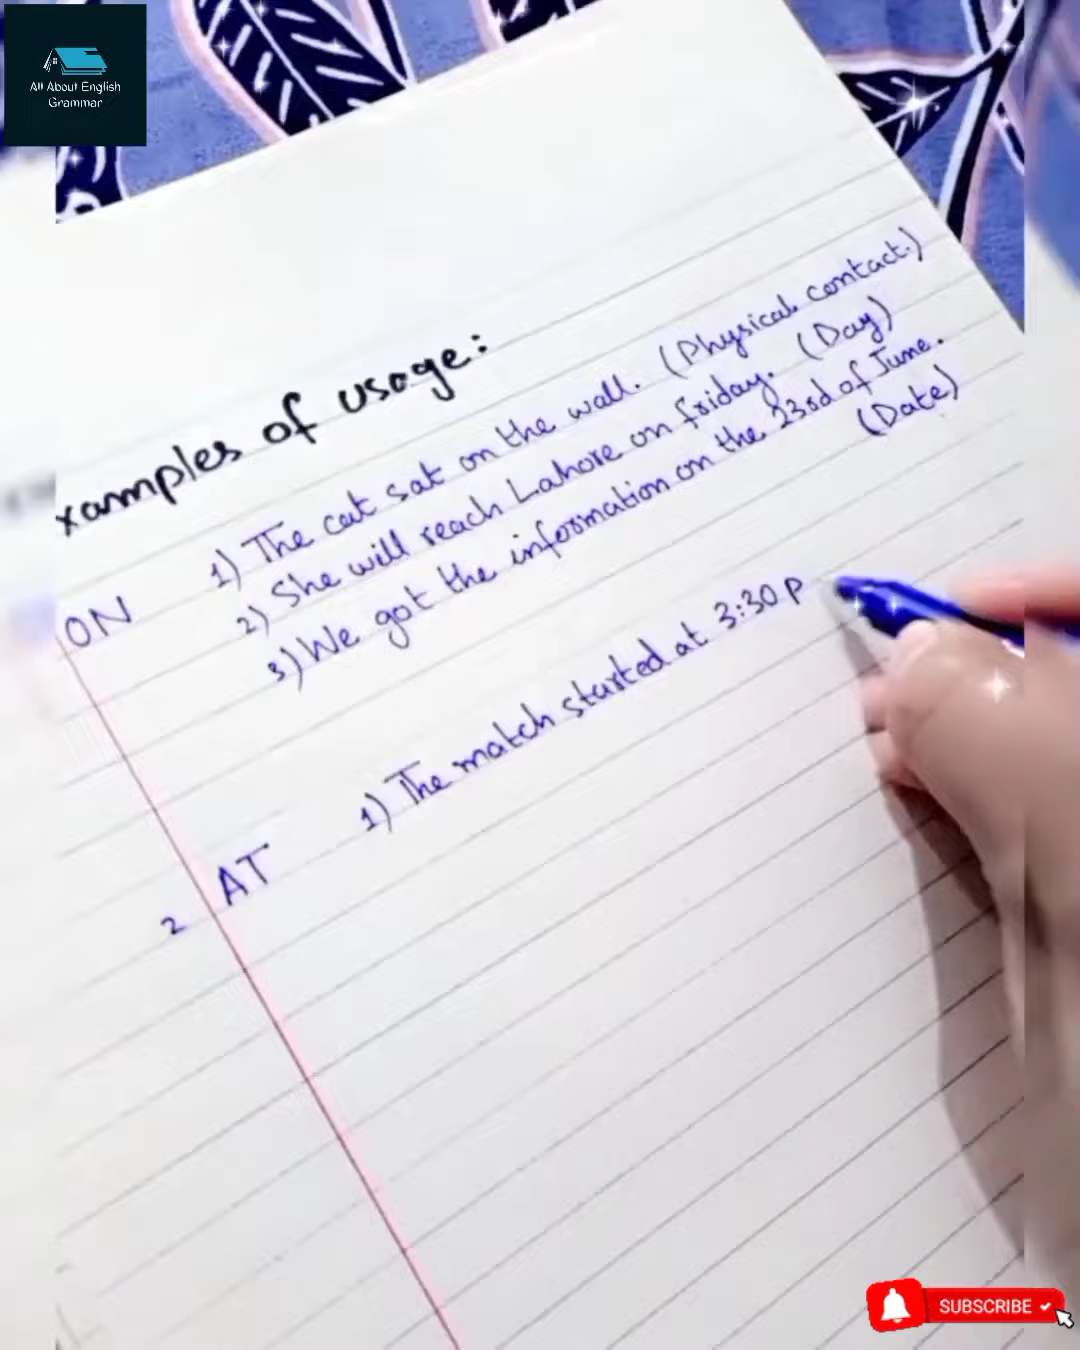 All About English
Grammar
xamples of usage:
ON 1) The cat sat on the wall. (Physical contact.)
2) She will reach Lahore on friday. (Day)
3) We got the information on the 23rd of June.
(Date)
2 AT 1) The match started at 3:30 p
SUBSCRIBE